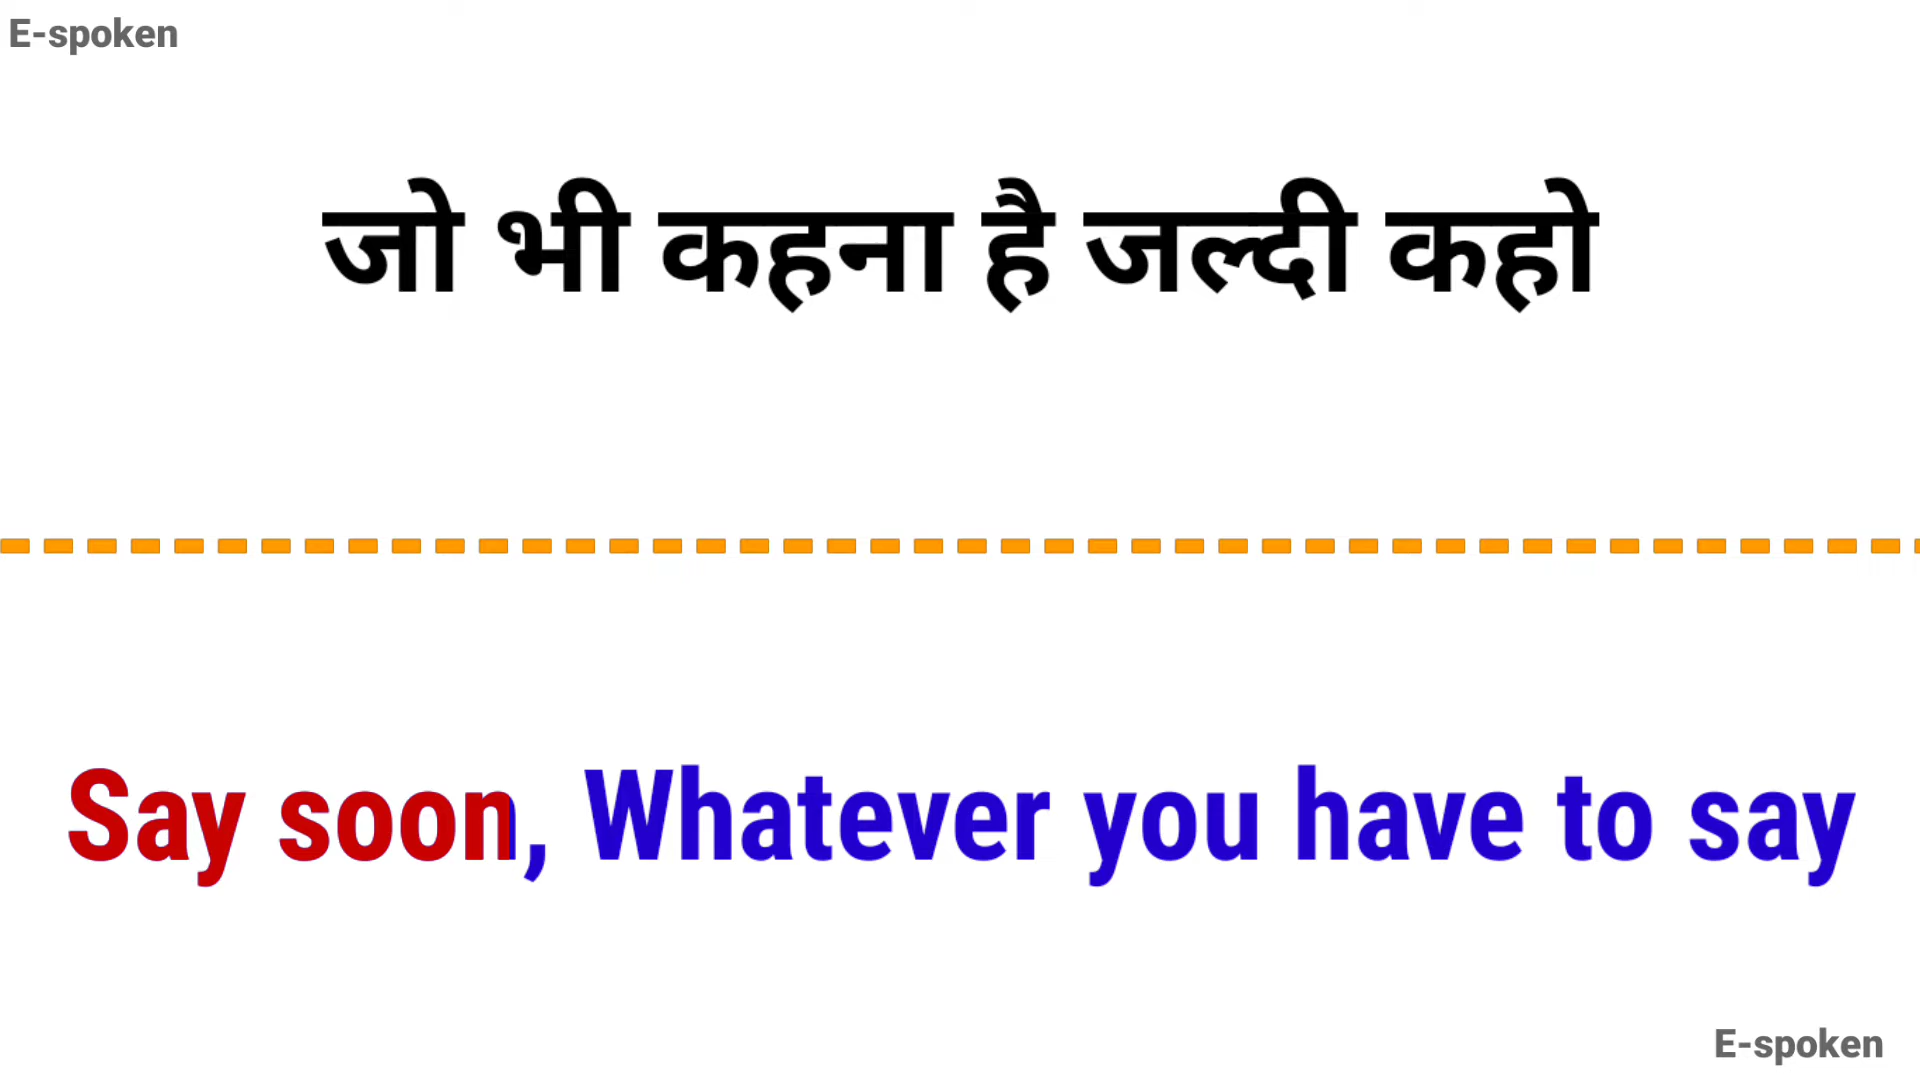 E-spoken
जो भी कहना है जल्दी कहो
Say soon, Whatever you have to say
E-spoken